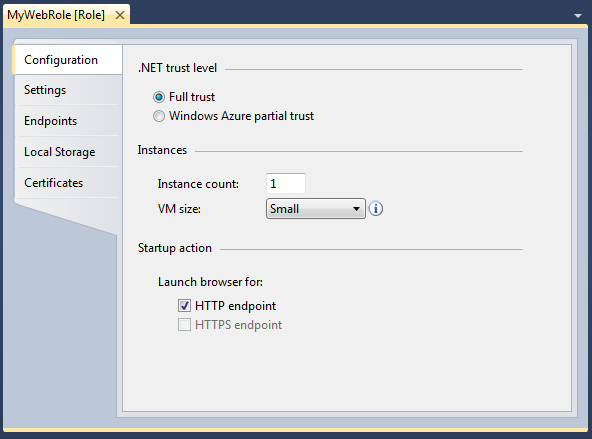 MyWebRole [Role]
Configuration
Settings
Endpoints
Local Storage
Certificates
.NET trust level
Full trust
Windows Azure partial trust
Instances
Instance count: 1
VM size: Small
Startup action
Launch browser for:
HTTP endpoint
HTTPS endpoint